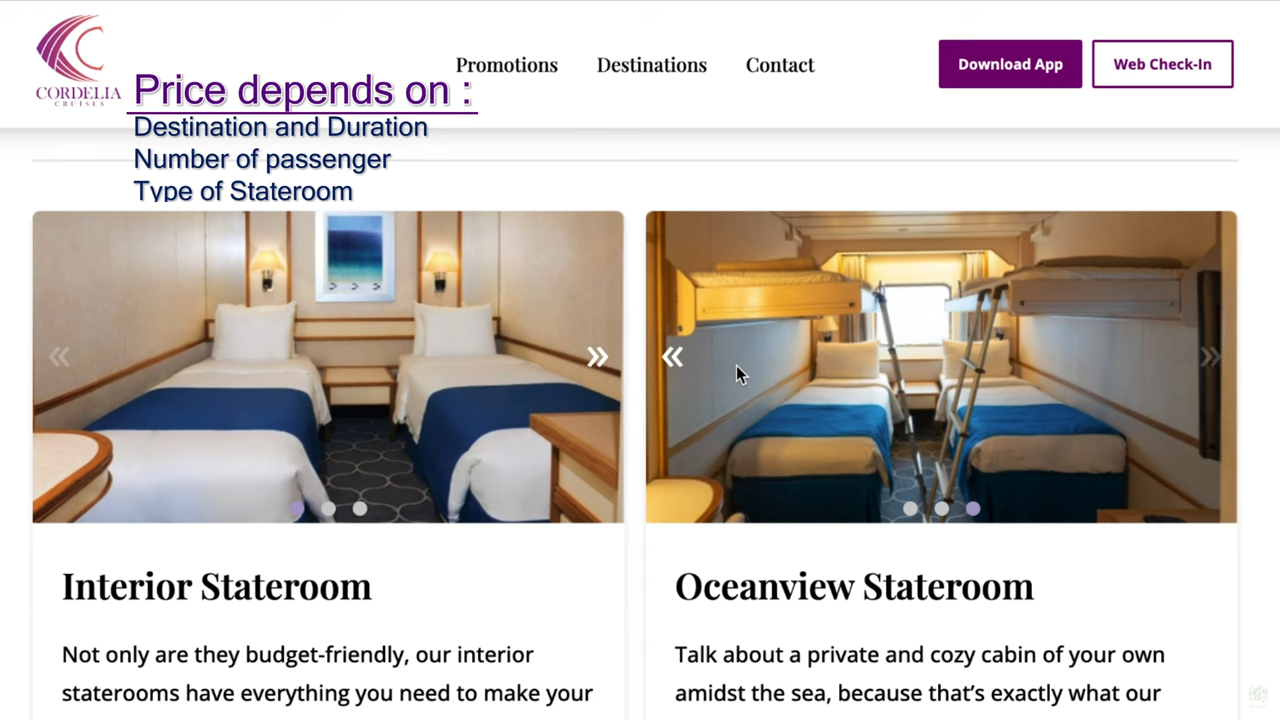 CORDELIA
CRUISES
Promotions
Destinations
Contact
Download App
Web Check-In
Price depends on :
Destination and Duration
Number of passenger
Type of Stateroom
Interior Stateroom
Not only are they budget-friendly, our interior
staterooms have everything you need to make your
Oceanview Stateroom
Talk about a private and cozy cabin of your own
amidst the sea, because that’s exactly what our